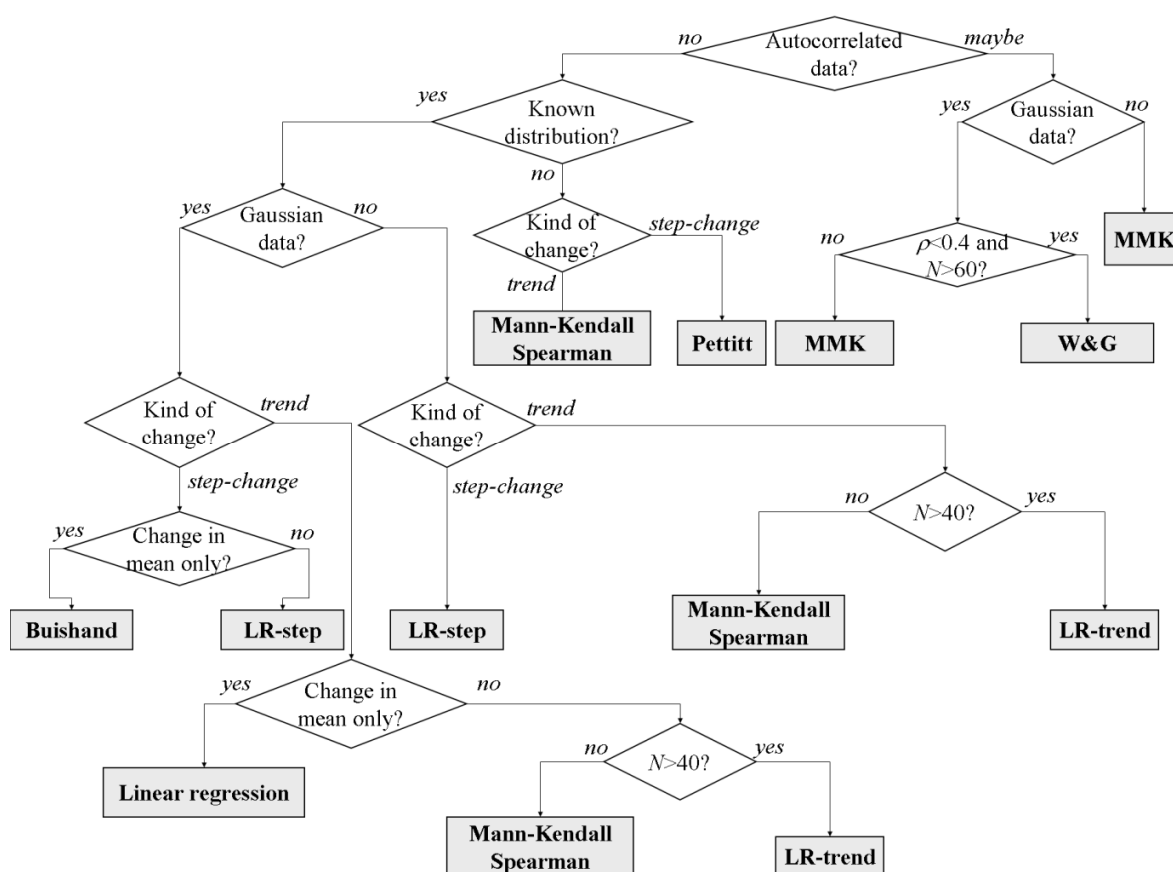 no
Autocorrelated
data?
maybe
yes
Known
distribution?
no
yes
Gaussian
data?
no
yes
Gaussian
data?
no
Kind of
change?
step-change
trend
no
ρ<0.4 and
N>60?
yes
MMK
Mann-Kendall
Spearman
Pettitt
MMK
W&G
Kind of
change?
trend
step-change
Kind of
change?
trend
step-change
no
N>40?
yes
yes
Change in
mean only?
no
Buishand
LR-step
LR-step
Mann-Kendall
Spearman
LR-trend
yes
Change in
mean only?
no
no
N>40?
yes
Linear regression
Mann-Kendall
Spearman
LR-trend